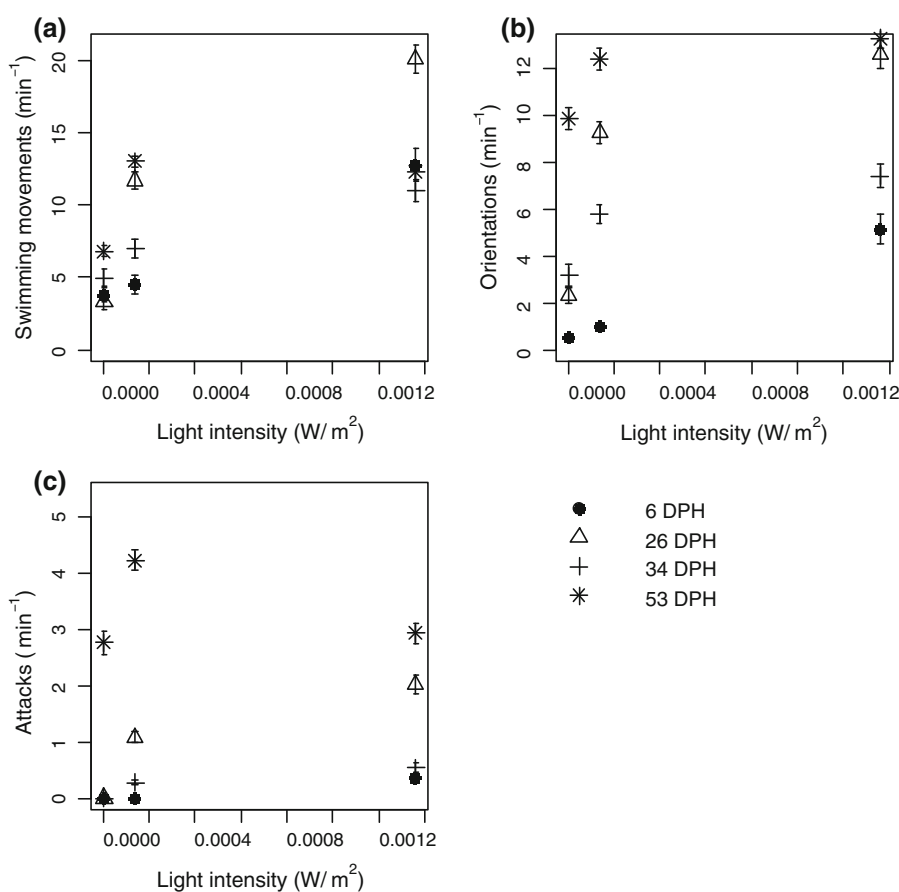 (a)
Swimming movements (min⁻¹)
20
15
10
5
0
0.0000 0.0004 0.0008 0.0012
Light intensity (W/ m²)
(b)
Orientations (min⁻¹)
12
10
8
6
4
2
0
0.0000 0.0004 0.0008 0.0012
Light intensity (W/ m²)
(c)
Attacks ( min⁻¹)
5
4
3
2
1
0
0.0000 0.0004 0.0008 0.0012
Light intensity (W/ m²)
6 DPH
26 DPH
34 DPH
53 DPH